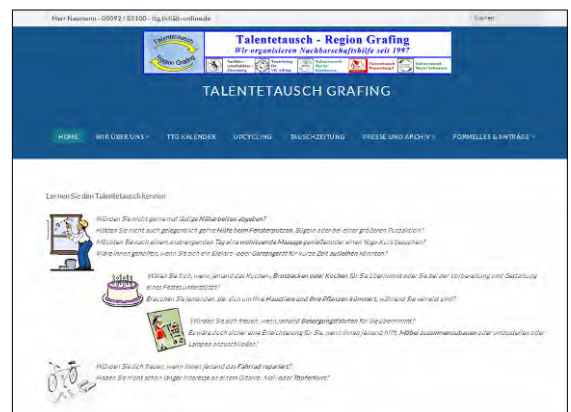 Herr Naumann - 08092 / 83100 - ttg.tkt(ät)t-online.de
Suchen
Talentetausch
Region Grafing
Talentetausch - Region Grafing
Wir organisieren Nachbarschaftshilfe seit 1997
TALENTETAUSCH GRAFING
HOME WIR ÜBER UNS TTG KALENDER UPCYCLING TAUSCHZEITUNG PRESSE UND ARCHIV FORMELLES & ANTRÄGE
Lernen Sie den Talentetausch kennen
Würden Sie nicht gerne mal lästige Näharbeiten abgeben?
Hätten Sie nicht auch gelegentlich gerne Hilfe beim Fensterputzen, Bügeln oder bei einer größeren Putzaktion?
Möchten Sie nach einem anstrengenden Tag eine wohltuende Massage genießen oder einen Yoga-Kurs besuchen?
Wäre Ihnen geholfen, wenn Sie sich ein Elektro- oder Gartengerät für kurze Zeit ausleihen könnten?
Wären Sie froh, wenn jemand das Kuchen-, Brotbacken oder Kochen für Sie übernimmt oder Sie bei der Vorbereitung und Gestaltung
eines Festes unterstützt?
Brauchen Sie jemanden, der sich um Ihre Haustiere und Ihre Pflanzen kümmert, während Sie verreist sind?
Würden Sie sich freuen, wenn jemand Besorgungsfahrten für Sie übernimmt?
Es wäre doch sicher eine Erleichterung für Sie, wenn Ihnen jemand hilft, Möbel zusammenzubauen oder umzustellen oder
Lampen anzuschließen?
Würden Sie sich freuen, wenn Ihnen jemand das Fahrrad repariert?
Haben Sie nicht schon länger Interesse an einem Gitarre-, Mal- oder Töpferkurs?